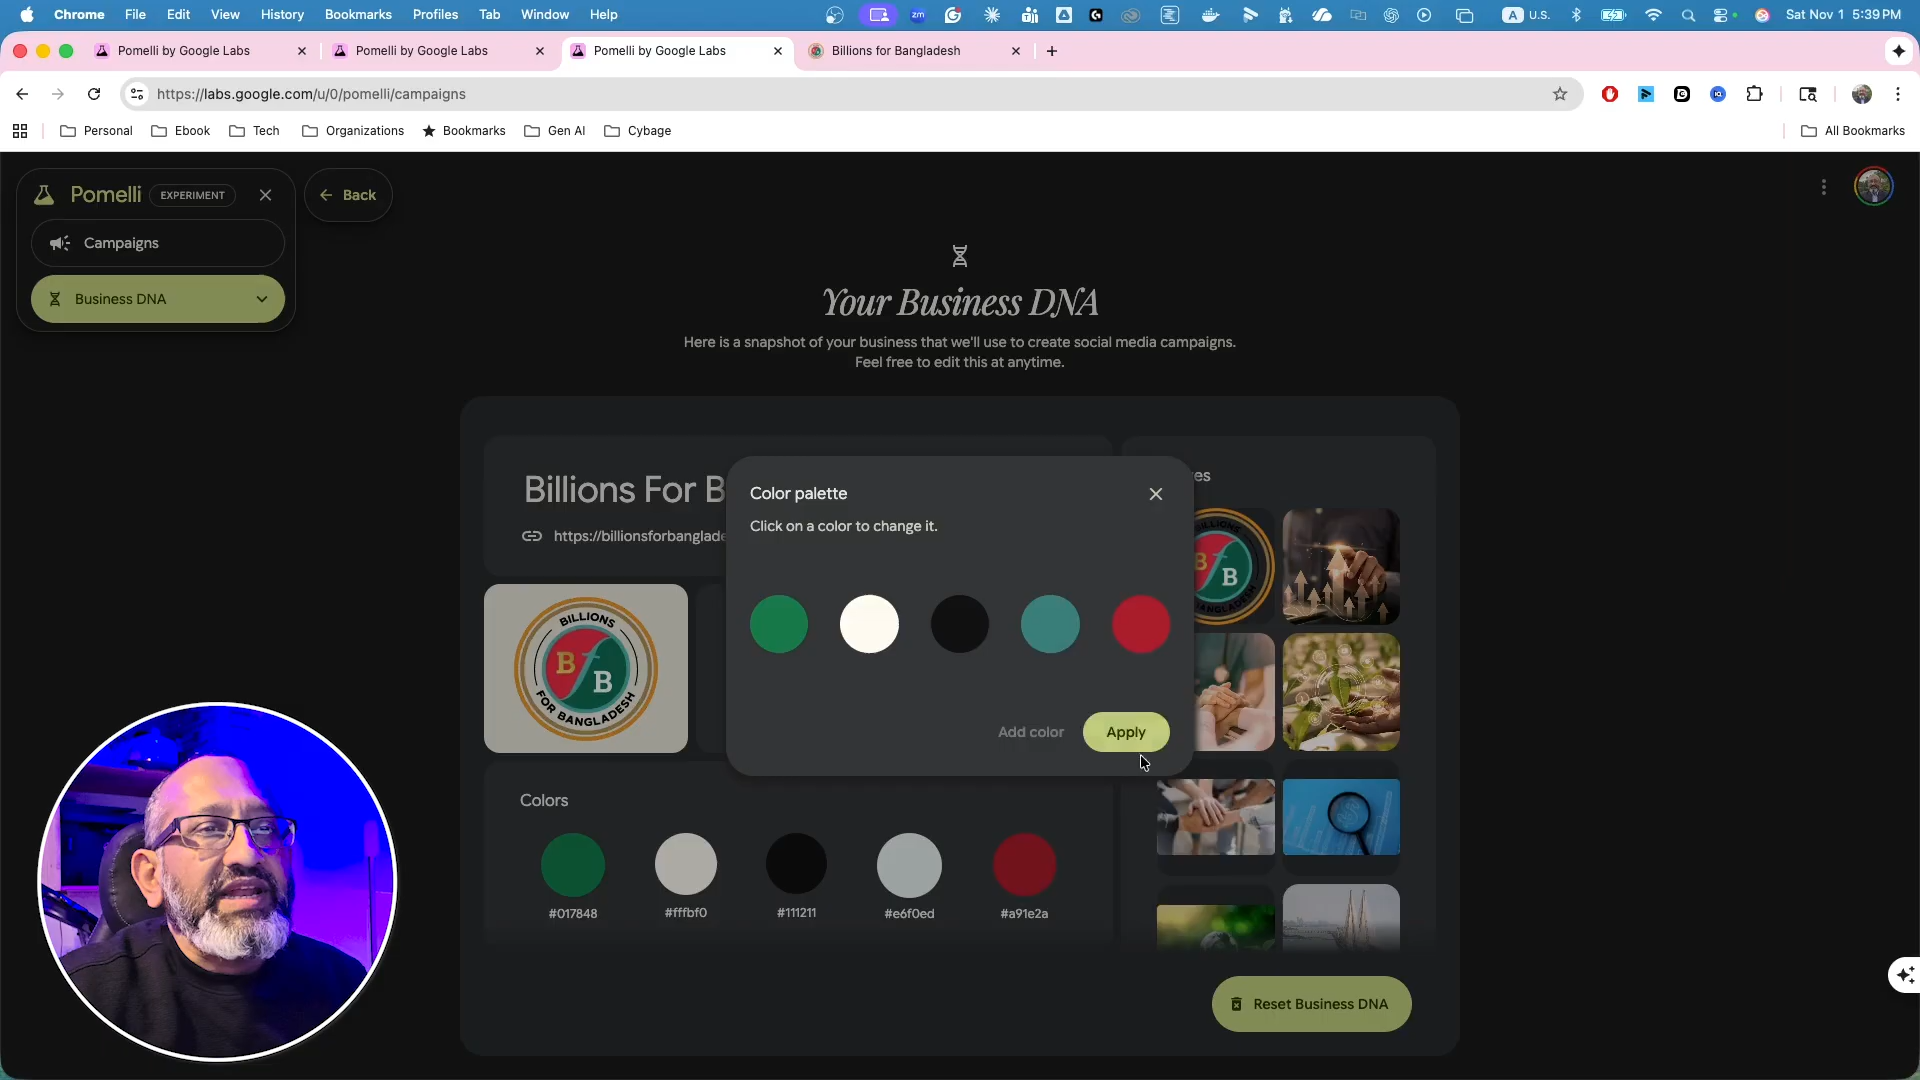 Chrome File Edit View History Bookmarks Profiles Tab Window Help
zm
A U.S.
Sat Nov 1 5:39 PM
Pomelli by Google Labs
Pomelli by Google Labs
Pomelli by Google Labs
Billions for Bangladesh
https://labs.google.com/u/0/pomelli/campaigns
Personal
Ebook
Tech
Organizations
Bookmarks
Gen AI
Cybage
All Bookmarks
Pomelli EXPERIMENT
Back
Campaigns
Business DNA
Your Business DNA
Here is a snapshot of your business that we'll use to create social media campaigns.
Feel free to edit this at anytime.
Billions For B
https://billionsforbanglade
es
Color palette
Click on a color to change it.
Add color
Apply
BILLIONS
B
B
FOR BANGLADESH
BILLIONS
B
B
BANGLADESH
Colors
#017848
#fffbf0
#111211
#e6f0ed
#a91e2a
Reset Business DNA